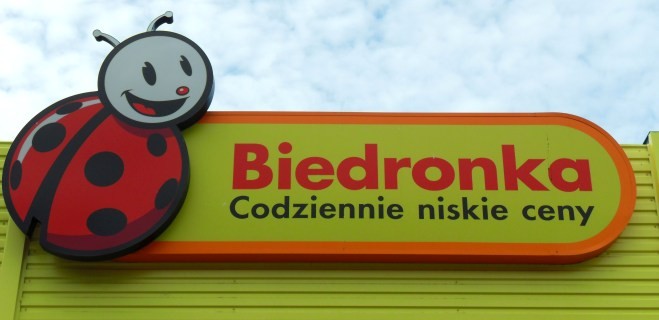 Biedronka
Codziennie niskie ceny